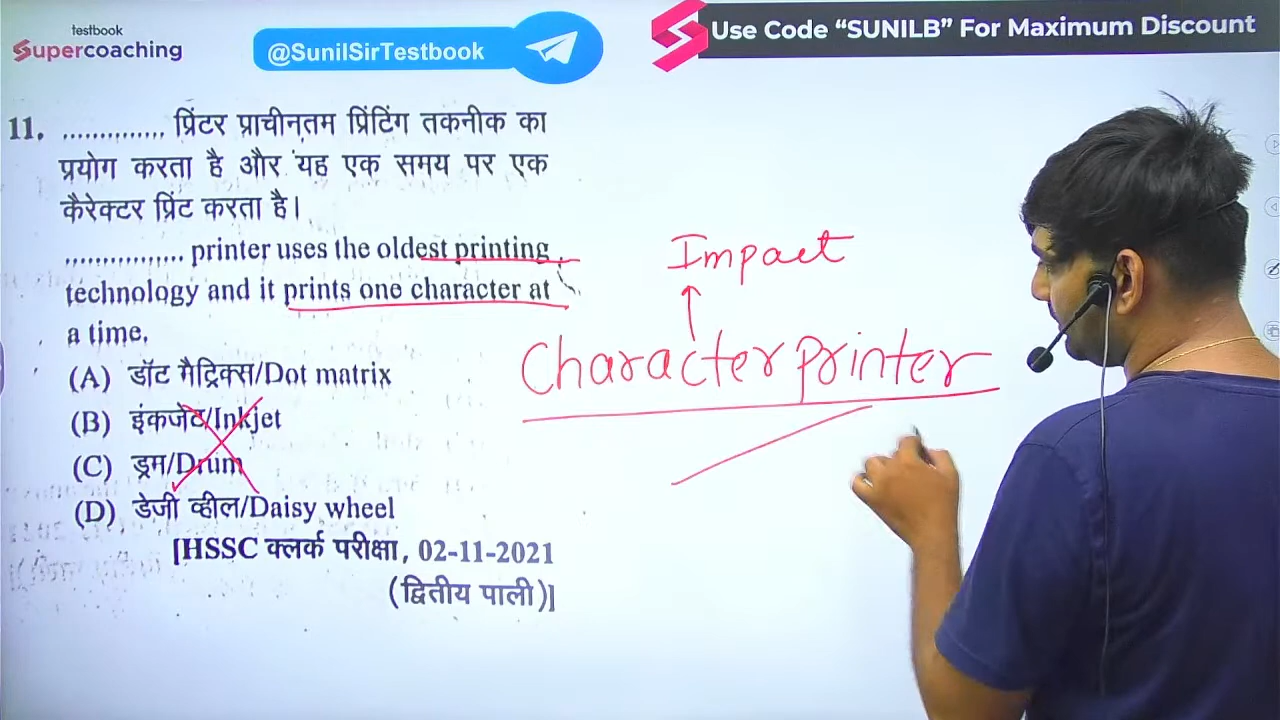 testbook
Supercoaching
@SunilSirTestbook
Use Code “SUNILB” For Maximum Discount
11. .............. प्रिंटर प्राचीनतम प्रिंटिंग तकनीक का
प्रयोग करता है और यह एक समय पर एक
कैरेक्टर प्रिंट करता है।
................ printer uses the oldest printing
technology and it prints one character at
a time.
(A) डॉट मैट्रिक्स/Dot matrix
(B) इंकजेट/Inkjet
(C) ड्रम/Drum
(D) डेजी व्हील/Daisy wheel
[HSSC क्लर्क परीक्षा, 02-11-2021
(द्वितीय पाली)]
Impact
Character printer